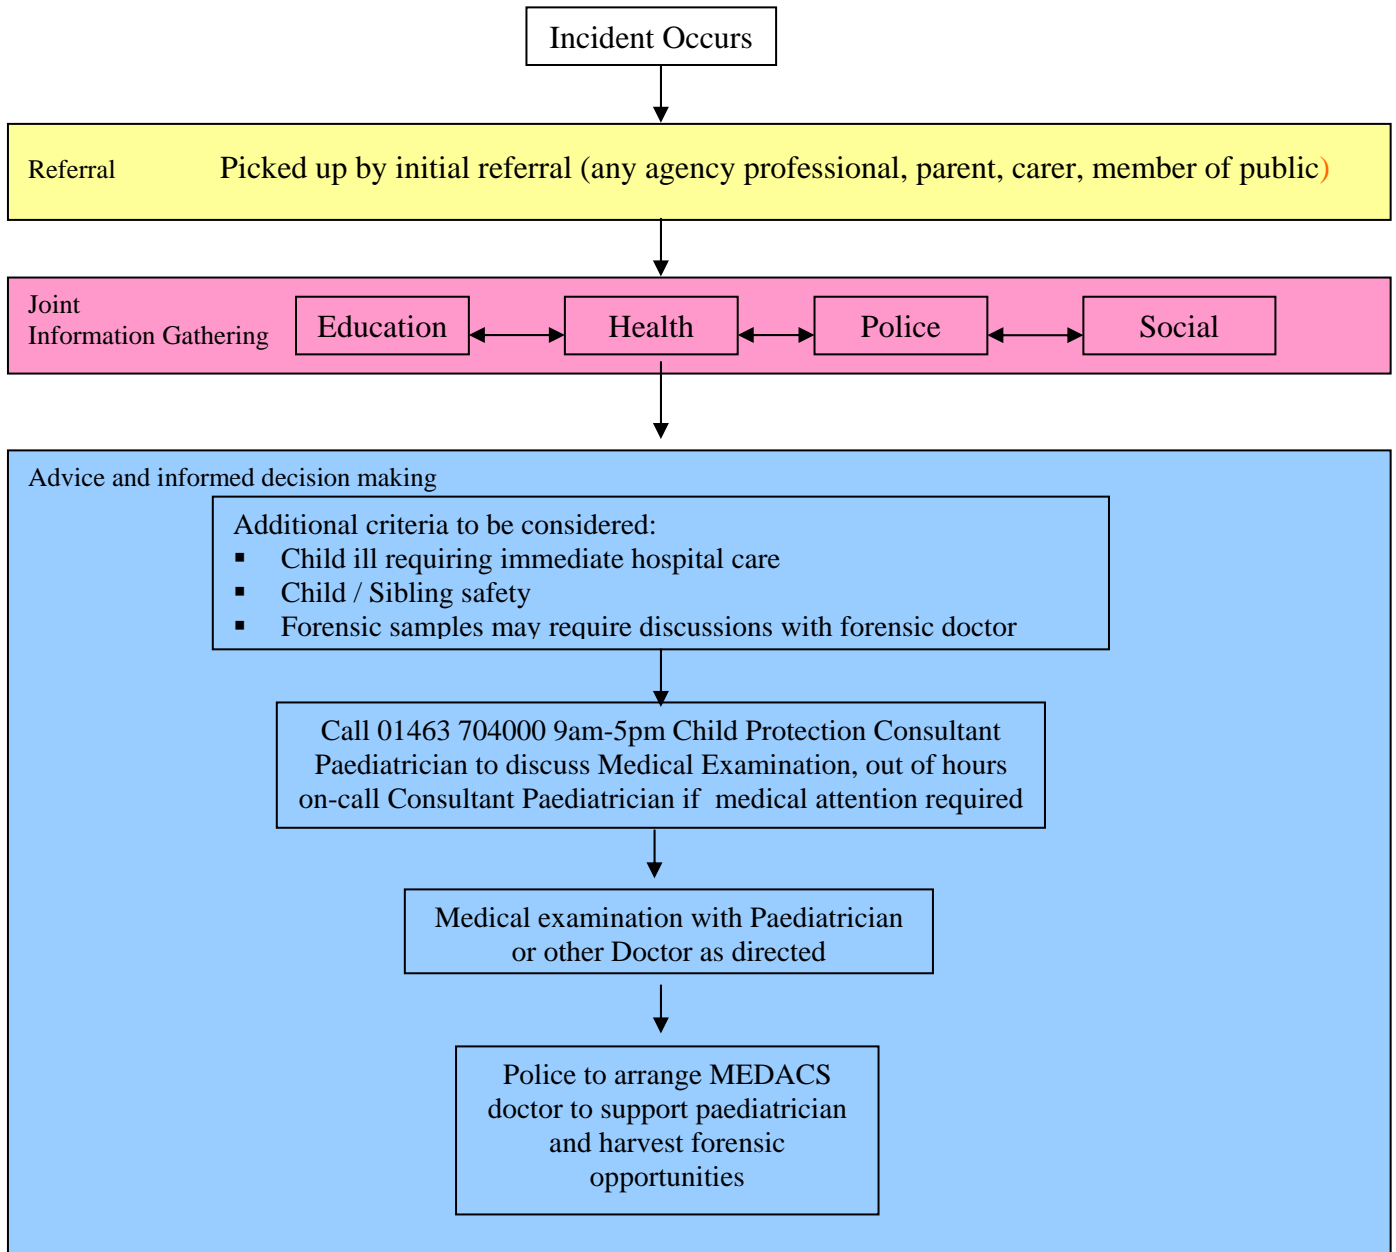 Incident Occurs
Referral
Picked up by initial referral (any agency professional, parent, carer, member of public)
Joint
Information Gathering
Education
Health
Police
Social
Advice and informed decision making
Additional criteria to be considered:
▪ Child ill requiring immediate hospital care
▪ Child / Sibling safety
▪ Forensic samples may require discussions with forensic doctor
Call 01463 704000 9am-5pm Child Protection Consultant
Paediatrician to discuss Medical Examination, out of hours
on-call Consultant Paediatrician if medical attention required
Medical examination with Paediatrician
or other Doctor as directed
Police to arrange MEDACS
doctor to support paediatrician
and harvest forensic
opportunities